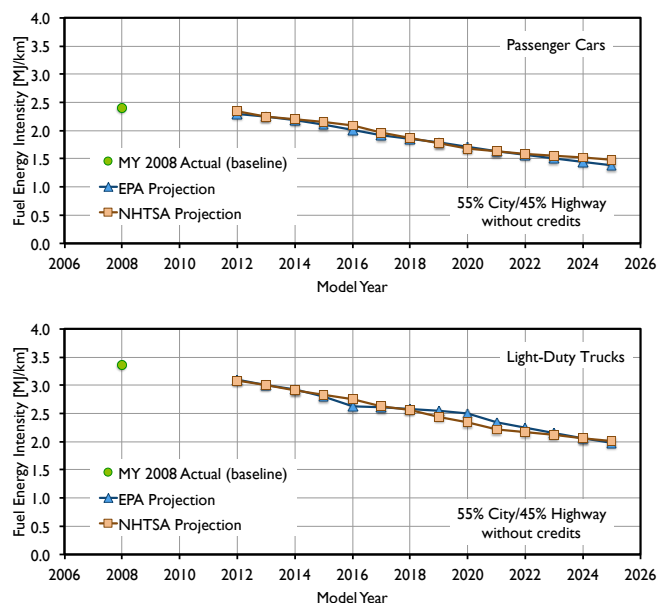 4.0
Passenger Cars
3.5
3.0
2.5
2.0
1.5
1.0
0.5
0.0
Fuel Energy Intensity [MJ/km]
MY 2008 Actual (baseline)
EPA Projection
NHTSA Projection
55% City/45% Highway
without credits
2006 2008 2010 2012 2014 2016 2018 2020 2022 2024 2026
Model Year
4.0
Light-Duty Trucks
3.5
3.0
2.5
2.0
1.5
1.0
0.5
0.0
Fuel Energy Intensity [MJ/km]
MY 2008 Actual (baseline)
EPA Projection
NHTSA Projection
55% City/45% Highway
without credits
2006 2008 2010 2012 2014 2016 2018 2020 2022 2024 2026
Model Year